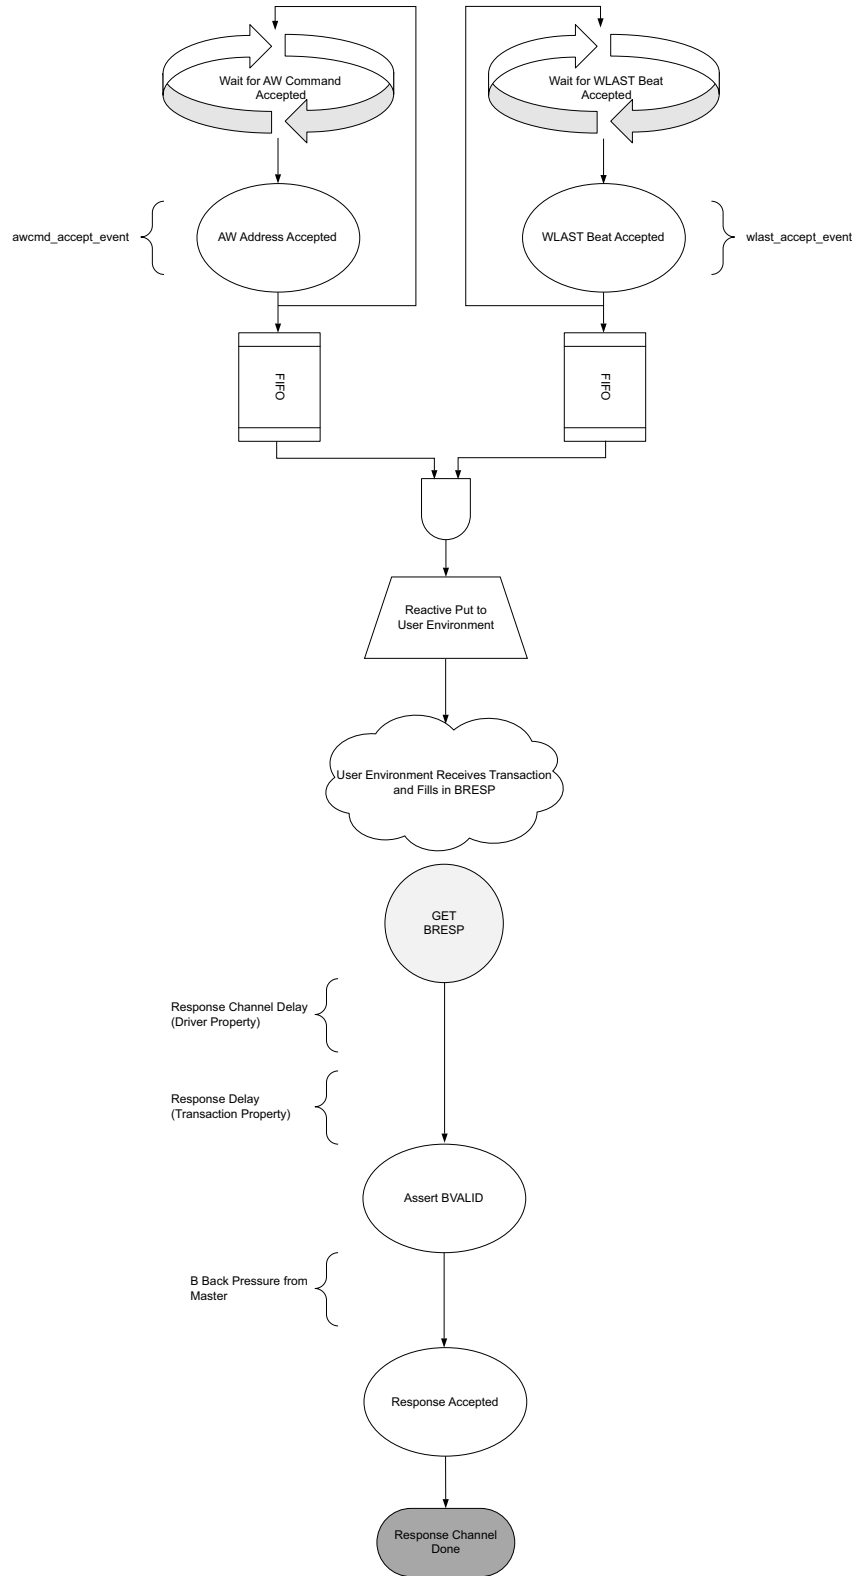 Wait for AW Command
Accepted
Wait for WLAST Beat
Accepted
awcmd_accept_event
AW Address Accepted
WLAST Beat Accepted
wlast_accept_event
FIFO
FIFO
Reactive Put to
User Environment
User Environment Receives Transaction
and Fills in BRESP
GET
BRESP
Response Channel Delay
(Driver Property)
Response Delay
(Transaction Property)
Assert BVALID
B Back Pressure from
Master
Response Accepted
Response Channel
Done